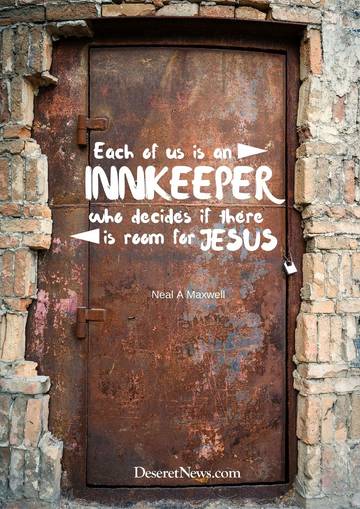 Each of us is an
INNKEEPER
who decides if there
is room for JESUS
Neal A Maxwell
DeseretNews.com